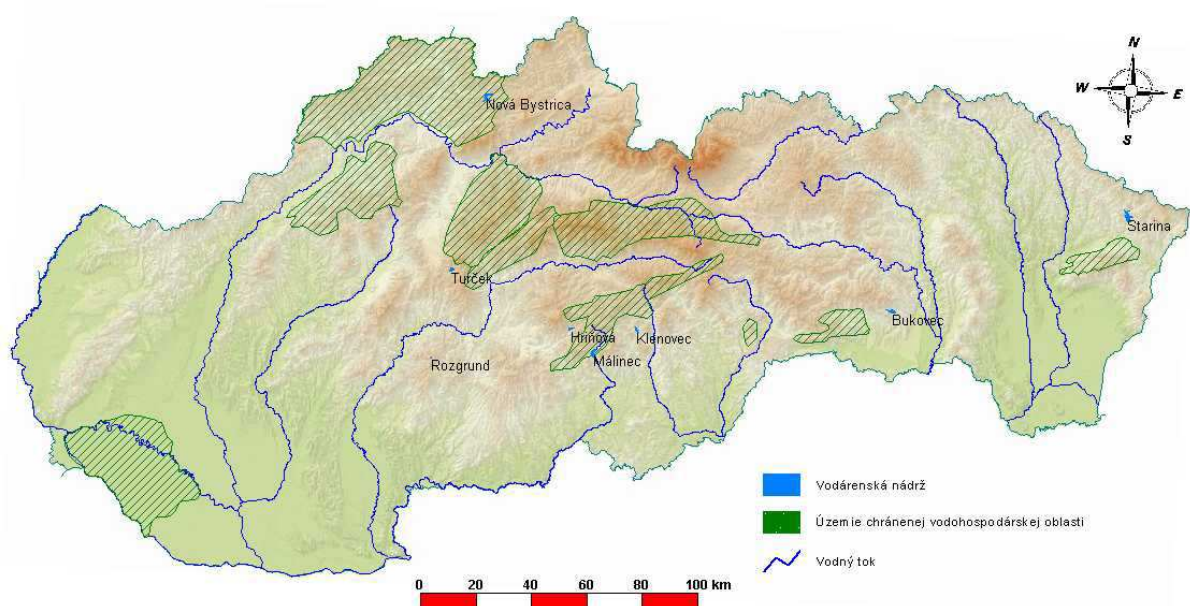 N
W
E
S
Nová Bystrica
Starina
Turček
Bukovec
Hriňová
Klenovec
Málinec
Rozgrund
Vodárenská nádrž
Územie chránenej vodohospodárskej oblasti
Vodný tok
0 20 40 60 80 100 km